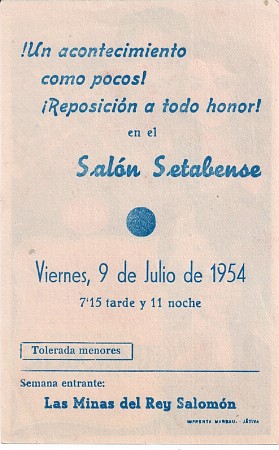 !Un acontecimiento
como pocos!
¡Reposición a todo honor!
en el
Salón Setabense
Viernes, 9 de Julio de 1954
7'15 tarde y 11 noche
Tolerada menores
Semana entrante:
Las Minas del Rey Salomón
IMPRENTA MARBAU. - JÁTIVA